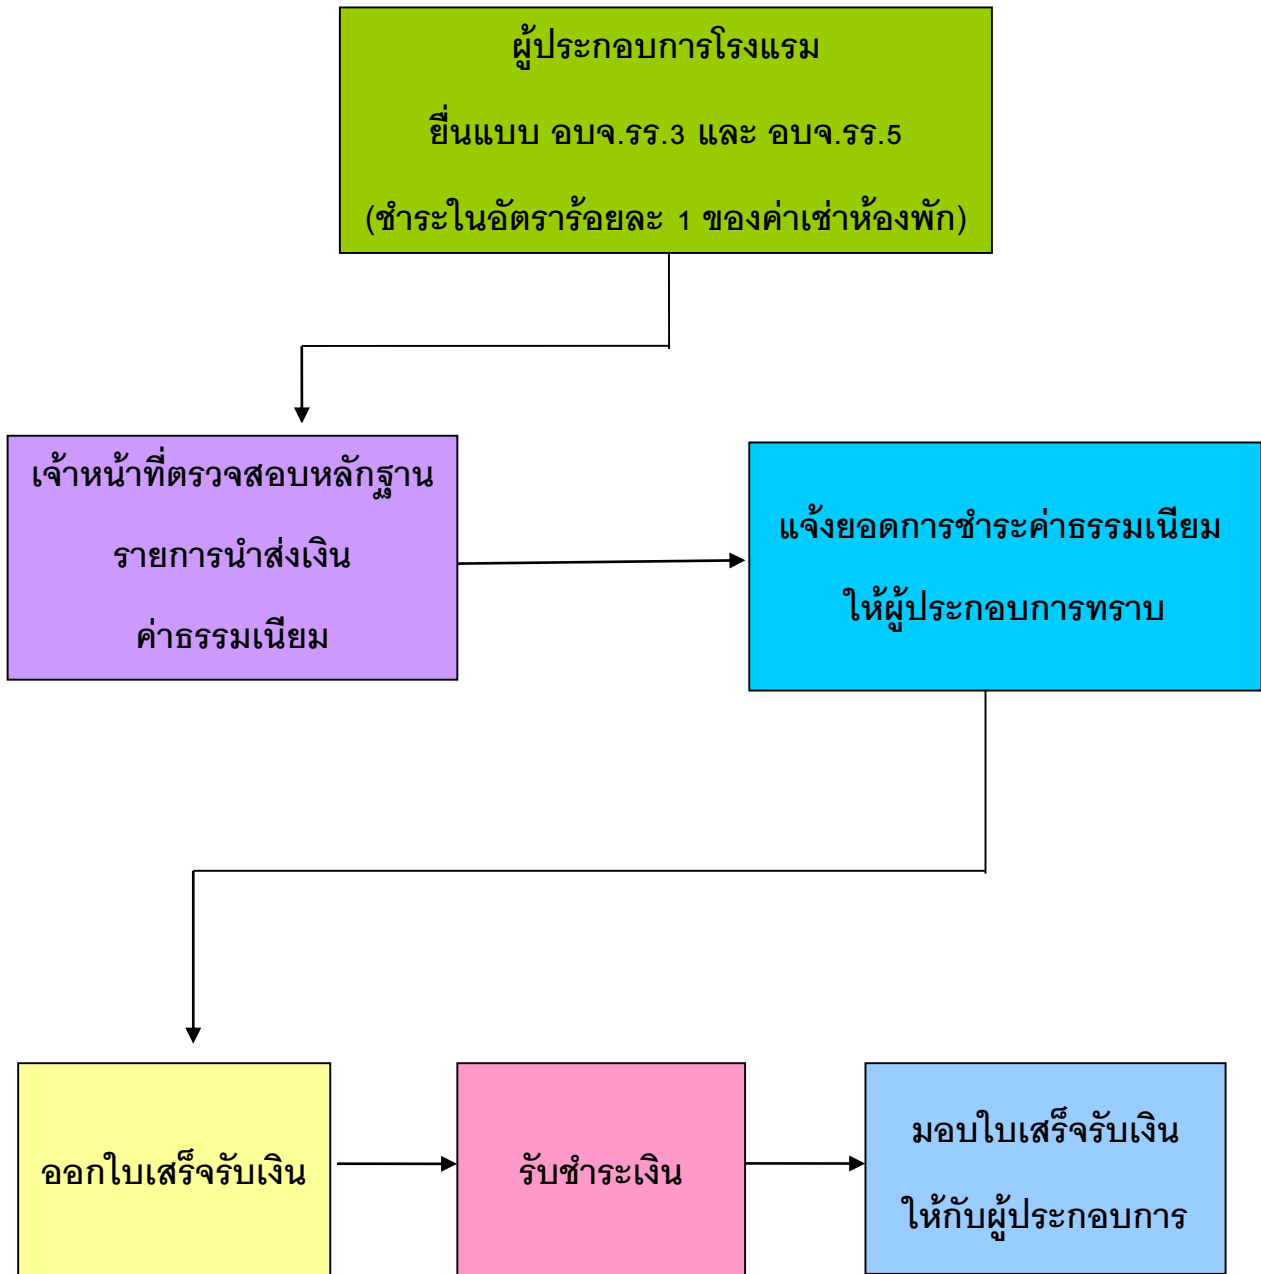 ผู้ประกอบการโรงแรม
ยื่นแบบ อบจ.รร.3 และ อบจ.รร.5
(ชำระในอัตราร้อยละ 1 ของค่าเช่าห้องพัก)
เจ้าหน้าที่ตรวจสอบหลักฐาน
รายการนำส่งเงิน
ค่าธรรมเนียม
แจ้งยอดการชำระค่าธรรมเนียม
ให้ผู้ประกอบการทราบ
ออกใบเสร็จรับเงิน
รับชำระเงิน
มอบใบเสร็จรับเงิน
ให้กับผู้ประกอบการ